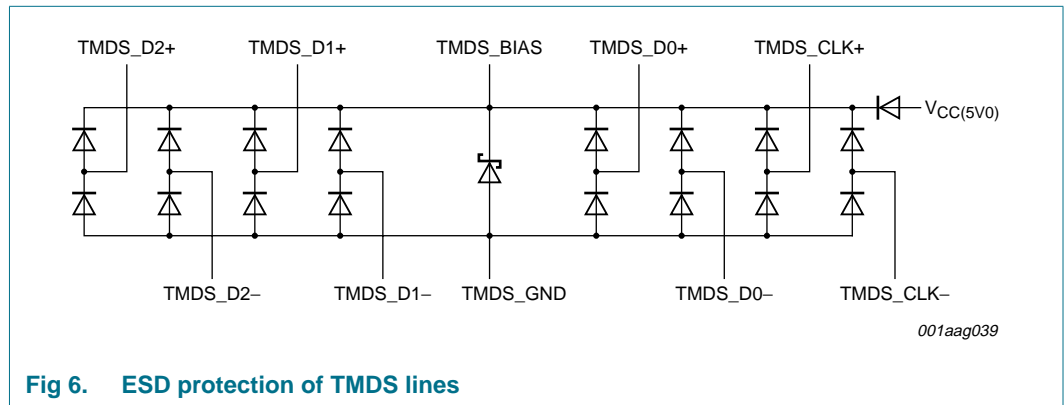 TMDS_D2+ TMDS_D1+ TMDS_BIAS TMDS_D0+ TMDS_CLK+
VCC(5V0)
TMDS_D2− TMDS_D1− TMDS_GND TMDS_D0− TMDS_CLK−
001aag039
Fig 6. ESD protection of TMDS lines